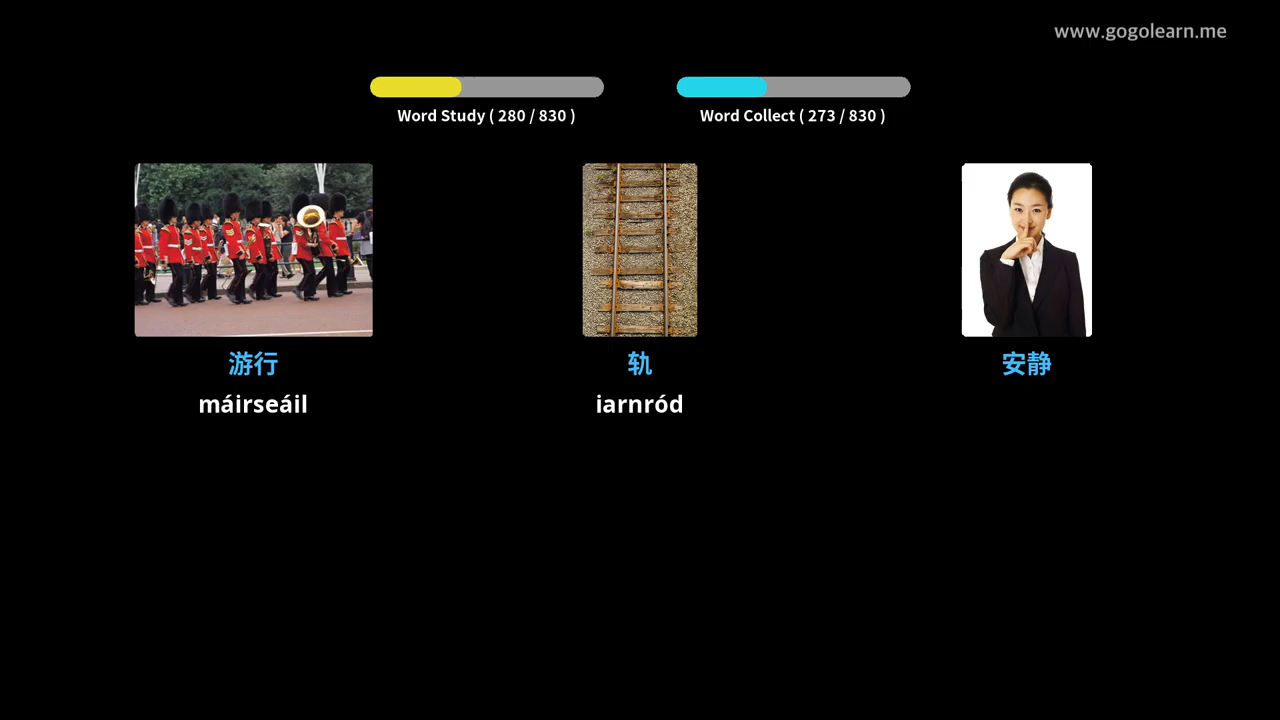 www.gogolearn.me
Word Study ( 280 / 830 )
Word Collect ( 273 / 830 )
游行
轨
安静
máirseáil
iarnród